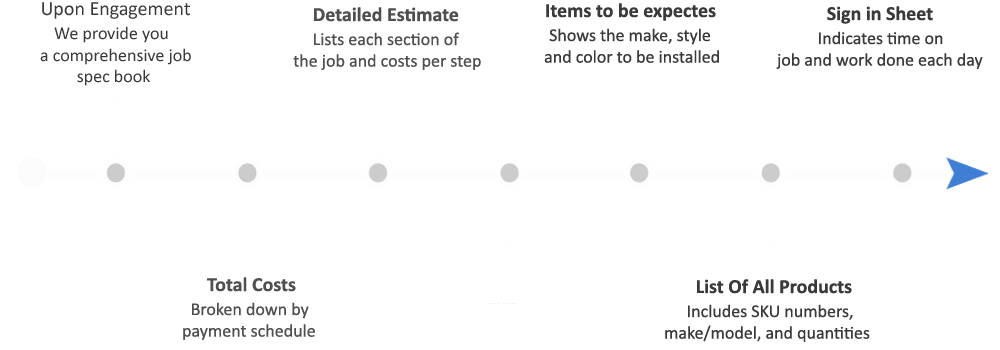 Upon Engagement
We provide you
a comprehensive job
spec book
Detailed Estimate
Lists each section of
the job and costs per step
Items to be expectes
Shows the make, style
and color to be installed
Sign in Sheet
Indicates time on
job and work done each day
Total Costs
Broken down by
payment schedule
List Of All Products
Includes SKU numbers,
make/model, and quantities